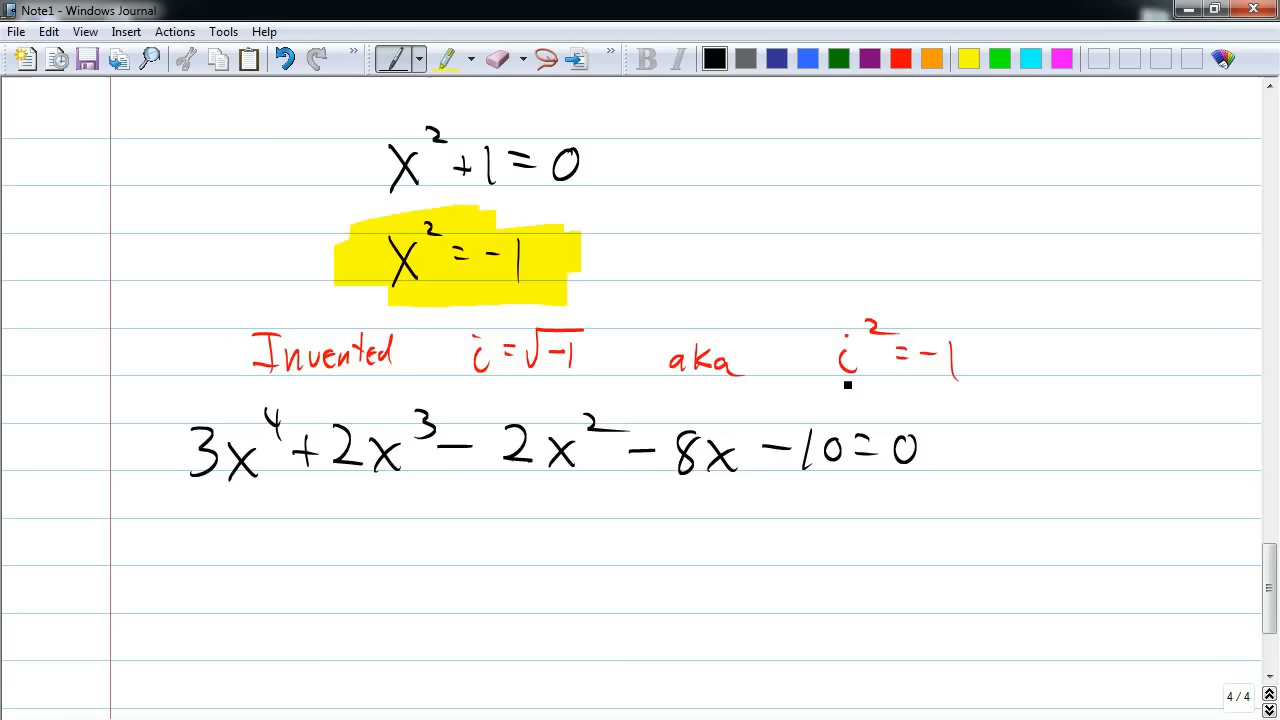 Note1 - Windows Journal
File Edit View Insert Actions Tools Help
B I
x² + 1 = 0
x² = -1
Invented i = √-1 aka i² = -1
3x⁴ + 2x³ - 2x² - 8x - 10 = 0
4/4